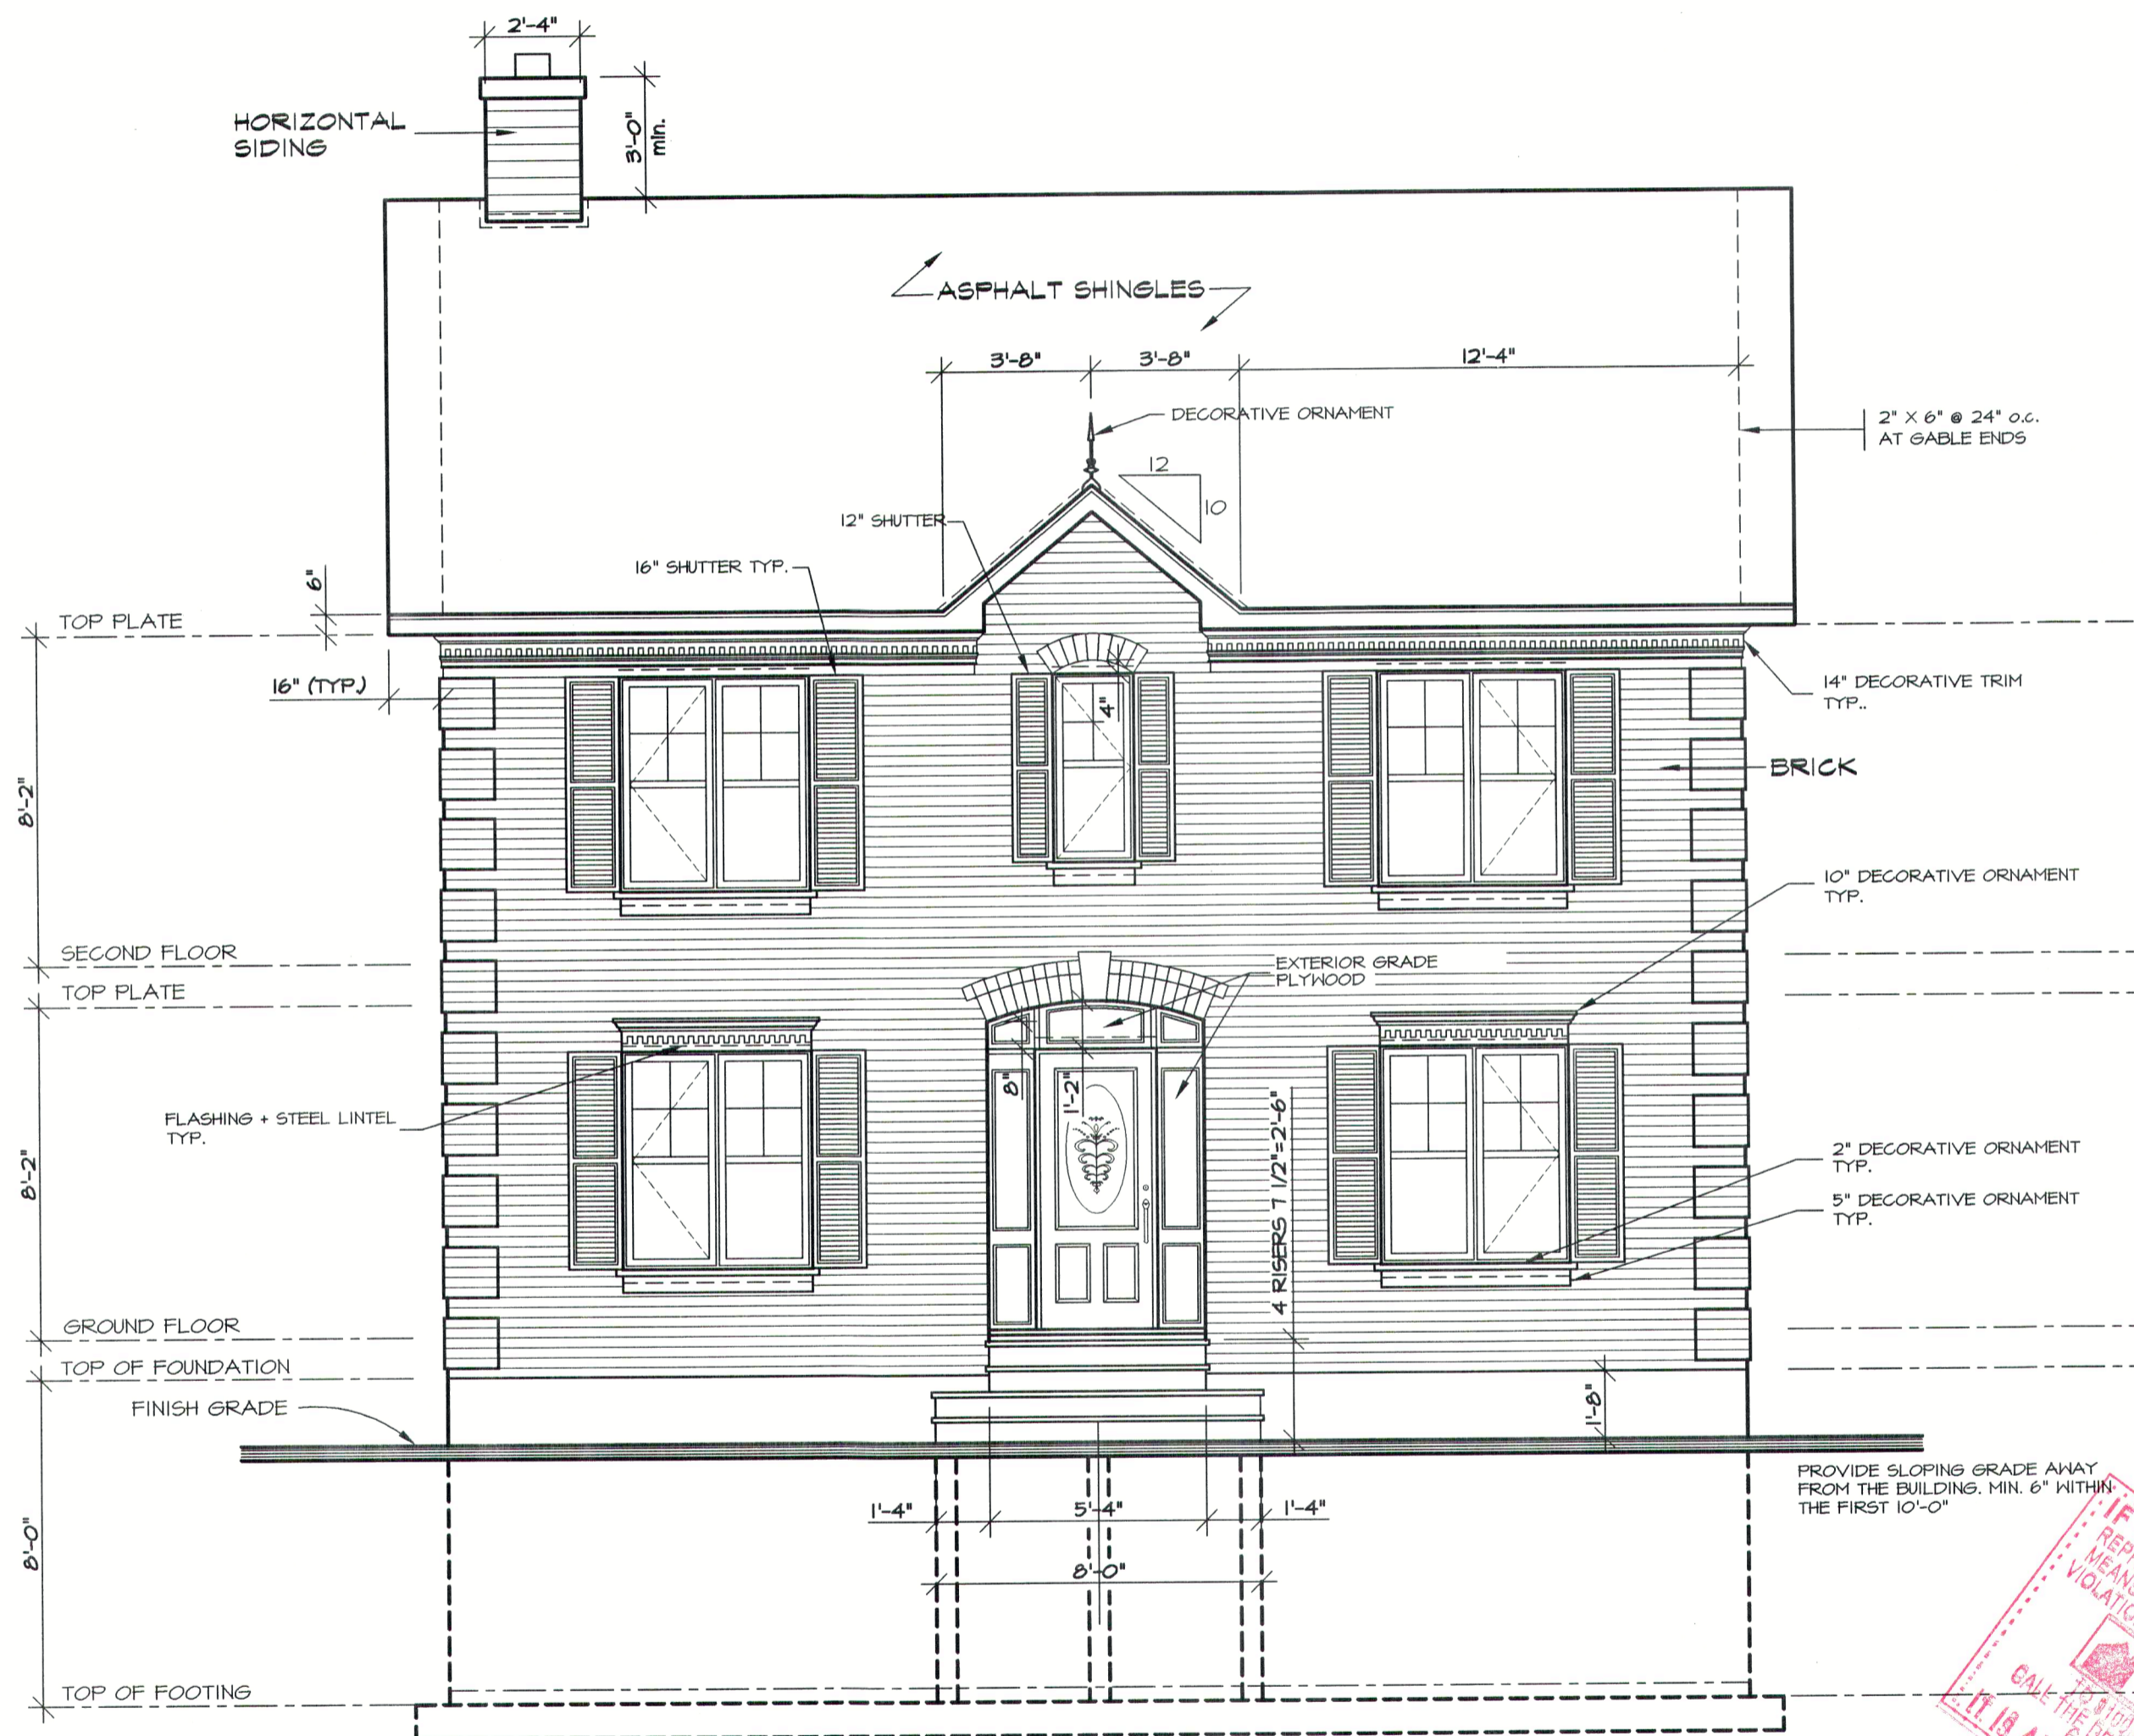 2'-4"
HORIZONTAL
SIDING
3'-0"
min.
ASPHALT SHINGLES
3'-8"
3'-8"
12'-4"
DECORATIVE ORNAMENT
2" X 6" @ 24" o.c.
AT GABLE ENDS
12
10
12" SHUTTER
16" SHUTTER TYP.
6"
TOP PLATE
16" (TYP.)
14" DECORATIVE TRIM
TYP..
4"
BRICK
8'-2"
10" DECORATIVE ORNAMENT
TYP.
SECOND FLOOR
EXTERIOR GRADE
PLYWOOD
TOP PLATE
8"
1'-2"
4 RISERS 7 1/2"=2'-6"
FLASHING + STEEL LINTEL
TYP.
8'-2"
2" DECORATIVE ORNAMENT
TYP.
5" DECORATIVE ORNAMENT
TYP.
GROUND FLOOR
TOP OF FOUNDATION
FINISH GRADE
1'-8"
PROVIDE SLOPING GRADE AWAY
FROM THE BUILDING. MIN. 6" WITHIN
THE FIRST 10'-0"
1'-4"
5'-4"
1'-4"
8'-0"
8'-0"
TOP OF FOOTING
IF
CALL THE